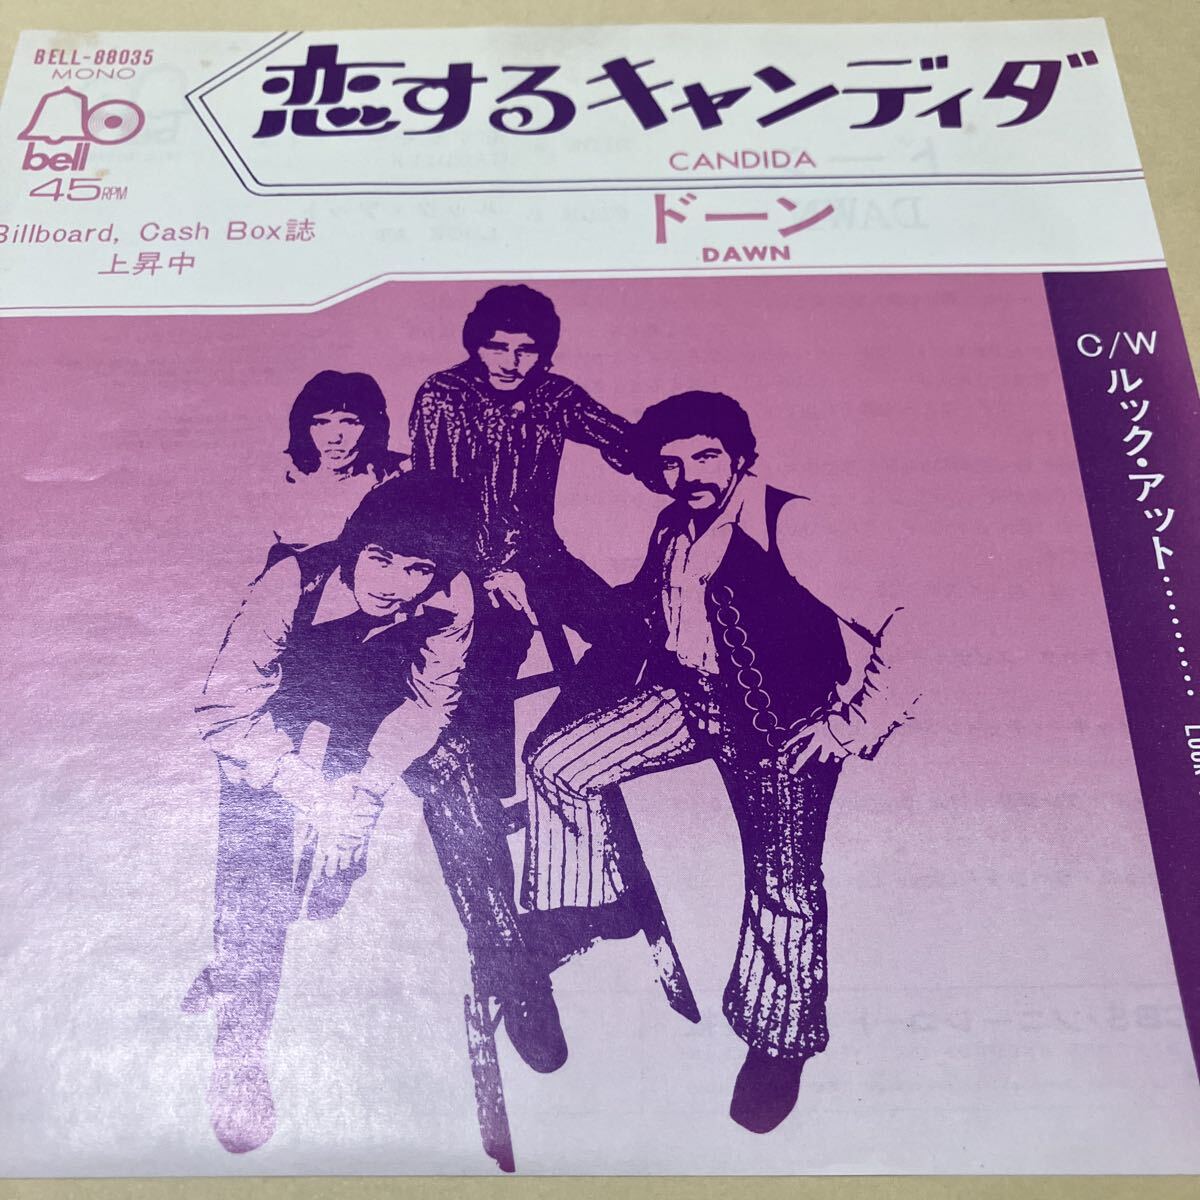 BELL-88035
MONO
bell
45RPM
恋するキャンディダ
CANDIDA
ドーン
DAWN
Billboard, Cash Box誌
上昇中
C/W
ルック・アット………
LOOK